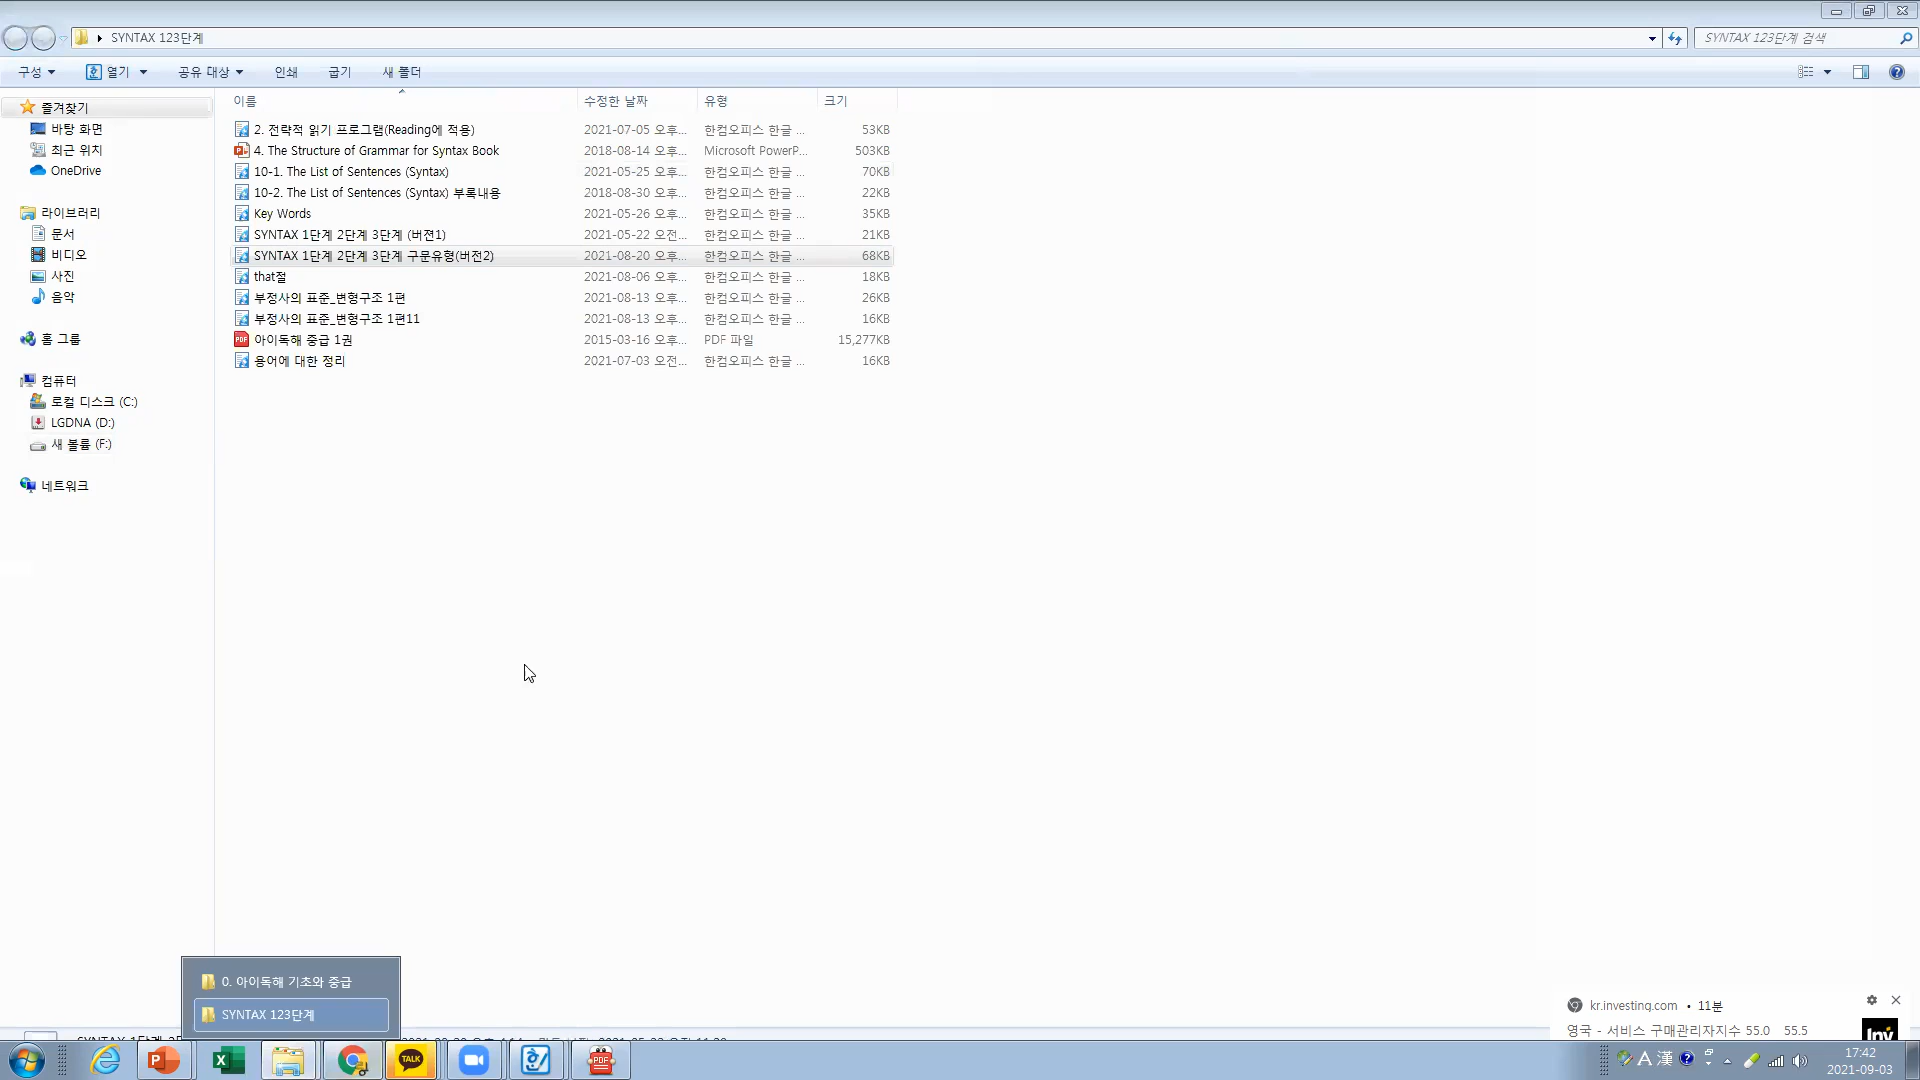 SYNTAX 123단계
SYNTAX 123단계 검색
구성 열기 공유 대상 인쇄 굽기 새 폴더
이름 수정한 날짜 유형 크기
즐겨찾기
바탕 화면
최근 위치
OneDrive
라이브러리
문서
비디오
사진
음악
홈 그룹
컴퓨터
로컬 디스크 (C:)
LGDNA (D:)
새 볼륨 (F:)
네트워크
2. 전략적 읽기 프로그램(Reading에 적용) 2021-07-05 오후... 한컴오피스 한글 ... 53KB
4. The Structure of Grammar for Syntax Book 2018-08-14 오후... Microsoft PowerP... 503KB
10-1. The List of Sentences (Syntax) 2021-05-25 오후... 한컴오피스 한글 ... 70KB
10-2. The List of Sentences (Syntax) 부록내용 2018-08-30 오후... 한컴오피스 한글 ... 22KB
Key Words 2021-05-26 오후... 한컴오피스 한글 ... 35KB
SYNTAX 1단계 2단계 3단계 (버젼1) 2021-05-22 오전... 한컴오피스 한글 ... 21KB
SYNTAX 1단계 2단계 3단계 구문유형(버전2) 2021-08-20 오후... 한컴오피스 한글 ... 68KB
that절 2021-08-06 오후... 한컴오피스 한글 ... 18KB
부정사의 표준_변형구조 1편 2021-08-13 오후... 한컴오피스 한글 ... 26KB
부정사의 표준_변형구조 1편11 2021-08-13 오후... 한컴오피스 한글 ... 16KB
아이독해 중급 1권 2015-03-16 오후... PDF 파일 15,277KB
용어에 대한 정리 2021-07-03 오전... 한컴오피스 한글 ... 16KB
0. 아이독해 기초와 중급
SYNTAX 123단계
kr.investing.com • 11분
영국 - 서비스 구매관리자지수 55.0 55.5
Inv
TALK
PDF
A 漢
17:42
2021-09-03